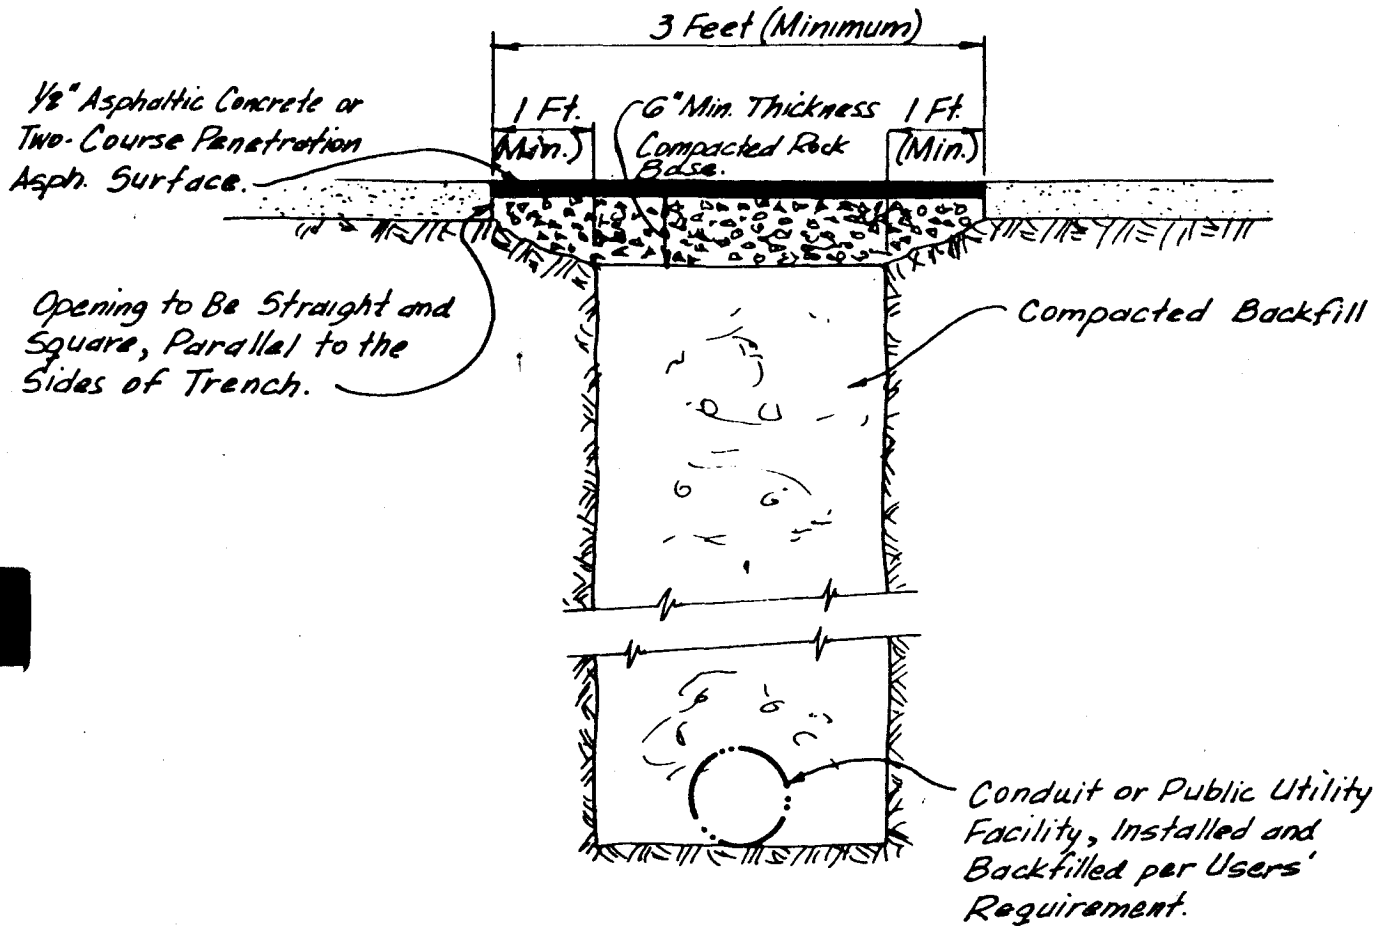 3 Feet (Minimum)
1/2" Asphaltic Concrete or
Two-Course Penetration
Asph. Surface.
1 Ft.
(Min.)
6" Min. Thickness
Compacted Rock
Base.
1 Ft.
(Min.)
Opening to Be Straight and
Square, Parallel to the
Sides of Trench.
Compacted Backfill
Conduit or Public Utility
Facility, Installed and
Backfilled per Users'
Requirement.